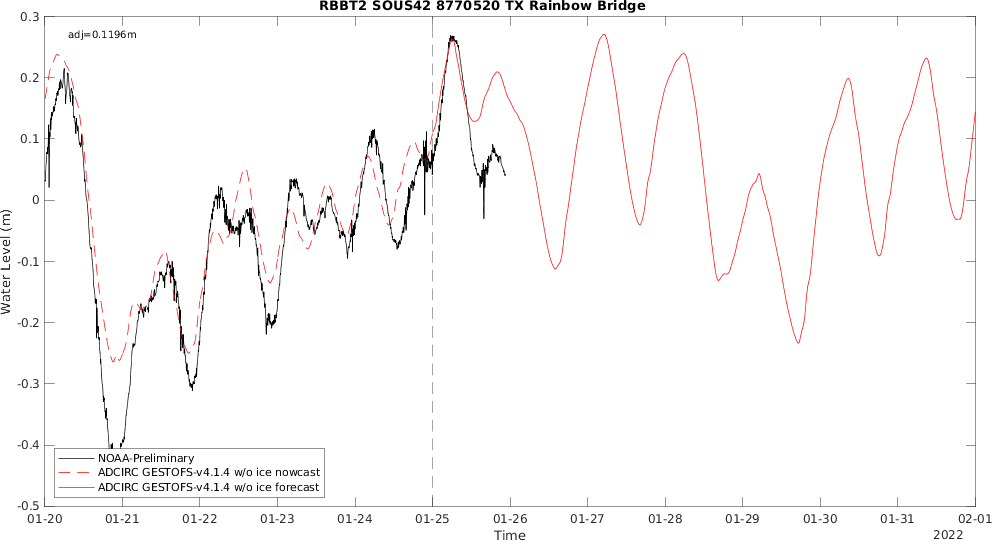 RBBT2 SOUS42 8770520 TX Rainbow Bridge
adj=0.1196m
0.3
0.2
0.1
0
-0.1
-0.2
-0.3
-0.4
-0.5
Water Level (m)
NOAA-Preliminary
ADCIRC GESTOFS-v4.1.4 w/o ice nowcast
ADCIRC GESTOFS-v4.1.4 w/o ice forecast
01-20 01-21 01-22 01-23 01-24 01-25 01-26 01-27 01-28 01-29 01-30 01-31 02-01
Time
2022